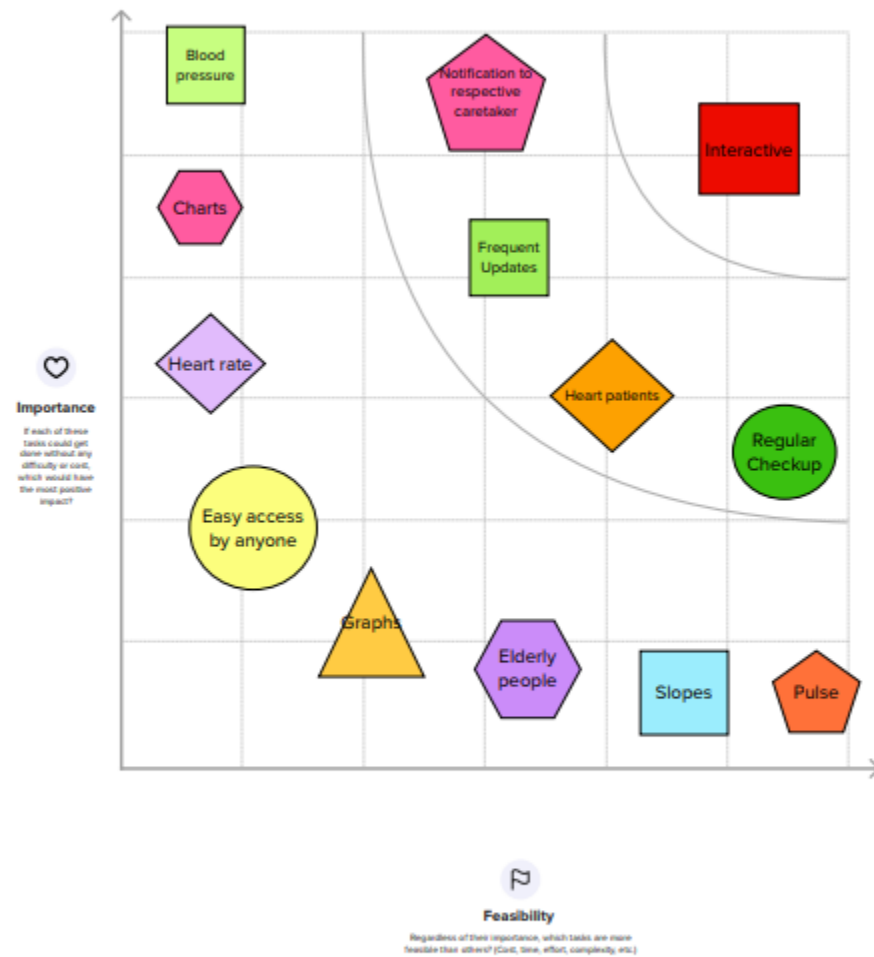 Blood
pressure
Notification to
respective
caretaker
Interactive
Charts
Frequent
Updates
Heart rate
Heart patients
Importance
If each of these
tasks could get
done without any
difficulty or cost,
which would have
the most positive
impact?
Regular
Checkup
Easy access
by anyone
Graphs
Elderly
people
Slopes
Pulse
Feasibility
Regardless of their importance, which tasks are more
feasible than others? (Cost, time, effort, complexity, etc.)